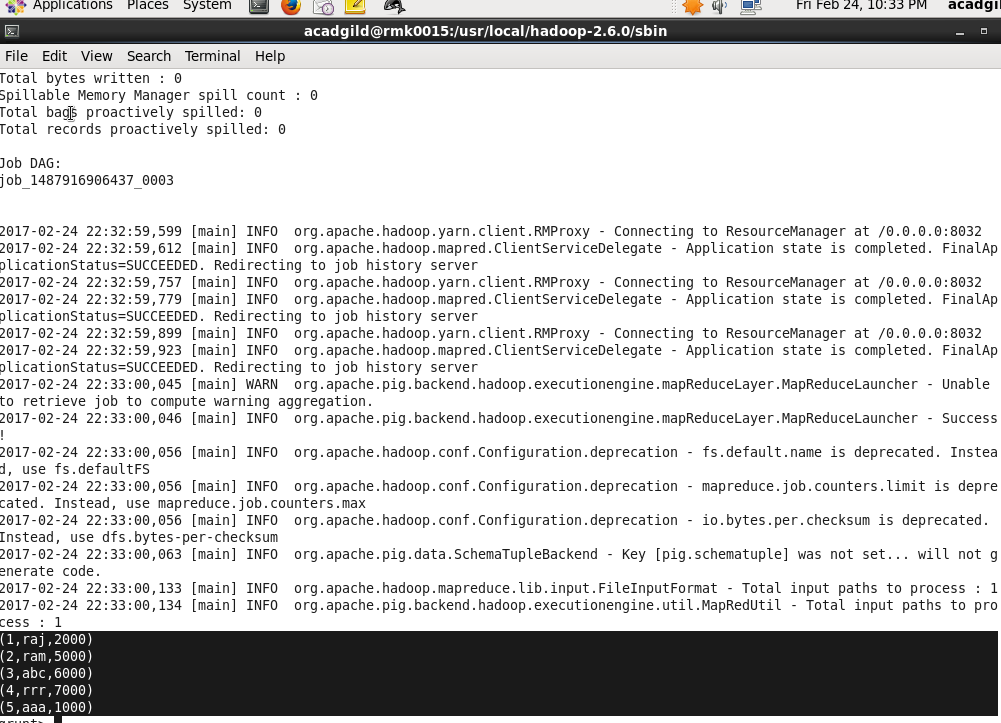 Applications Places System Fri Feb 24, 10:33 PM acadgil
acadgild@rmk0015:/usr/local/hadoop-2.6.0/sbin
File Edit View Search Terminal Help
Total bytes written : 0
Spillable Memory Manager spill count : 0
Total bags proactively spilled: 0
Total records proactively spilled: 0
Job DAG:
job_1487916906437_0003
2017-02-24 22:32:59,599 [main] INFO  org.apache.hadoop.yarn.client.RMProxy - Connecting to ResourceManager at /0.0.0.0:8032
2017-02-24 22:32:59,612 [main] INFO  org.apache.hadoop.mapred.ClientServiceDelegate - Application state is completed. FinalAp
plicationStatus=SUCCEEDED. Redirecting to job history server
2017-02-24 22:32:59,757 [main] INFO  org.apache.hadoop.yarn.client.RMProxy - Connecting to ResourceManager at /0.0.0.0:8032
2017-02-24 22:32:59,779 [main] INFO  org.apache.hadoop.mapred.ClientServiceDelegate - Application state is completed. FinalAp
plicationStatus=SUCCEEDED. Redirecting to job history server
2017-02-24 22:32:59,899 [main] INFO  org.apache.hadoop.yarn.client.RMProxy - Connecting to ResourceManager at /0.0.0.0:8032
2017-02-24 22:32:59,923 [main] INFO  org.apache.hadoop.mapred.ClientServiceDelegate - Application state is completed. FinalAp
plicationStatus=SUCCEEDED. Redirecting to job history server
2017-02-24 22:33:00,045 [main] WARN  org.apache.pig.backend.hadoop.executionengine.mapReduceLayer.MapReduceLauncher - Unable
to retrieve job to compute warning aggregation.
2017-02-24 22:33:00,046 [main] INFO  org.apache.pig.backend.hadoop.executionengine.mapReduceLayer.MapReduceLauncher - Success
!
2017-02-24 22:33:00,056 [main] INFO  org.apache.hadoop.conf.Configuration.deprecation - fs.default.name is deprecated. Instea
d, use fs.defaultFS
2017-02-24 22:33:00,056 [main] INFO  org.apache.hadoop.conf.Configuration.deprecation - mapreduce.job.counters.limit is depre
cated. Instead, use mapreduce.job.counters.max
2017-02-24 22:33:00,056 [main] INFO  org.apache.hadoop.conf.Configuration.deprecation - io.bytes.per.checksum is deprecated.
Instead, use dfs.bytes-per-checksum
2017-02-24 22:33:00,063 [main] INFO  org.apache.pig.data.SchemaTupleBackend - Key [pig.schematuple] was not set... will not g
enerate code.
2017-02-24 22:33:00,133 [main] INFO  org.apache.hadoop.mapreduce.lib.input.FileInputFormat - Total input paths to process : 1
2017-02-24 22:33:00,134 [main] INFO  org.apache.pig.backend.hadoop.executionengine.util.MapRedUtil - Total input paths to pro
cess : 1
(1,raj,2000)
(2,ram,5000)
(3,abc,6000)
(4,rrr,7000)
(5,aaa,1000)
grunt>